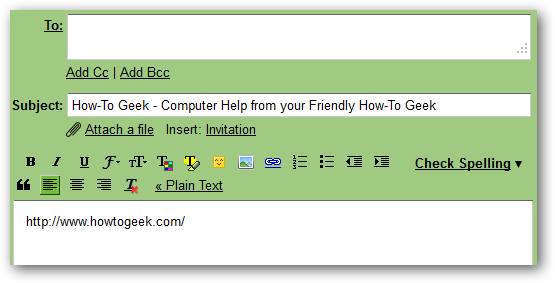 To:
Add Cc | Add Bcc
Subject: How-To Geek - Computer Help from your Friendly How-To Geek
Attach a file Insert: Invitation
B I U F T T T Check Spelling ▾
T « Plain Text
http://www.howtogeek.com/